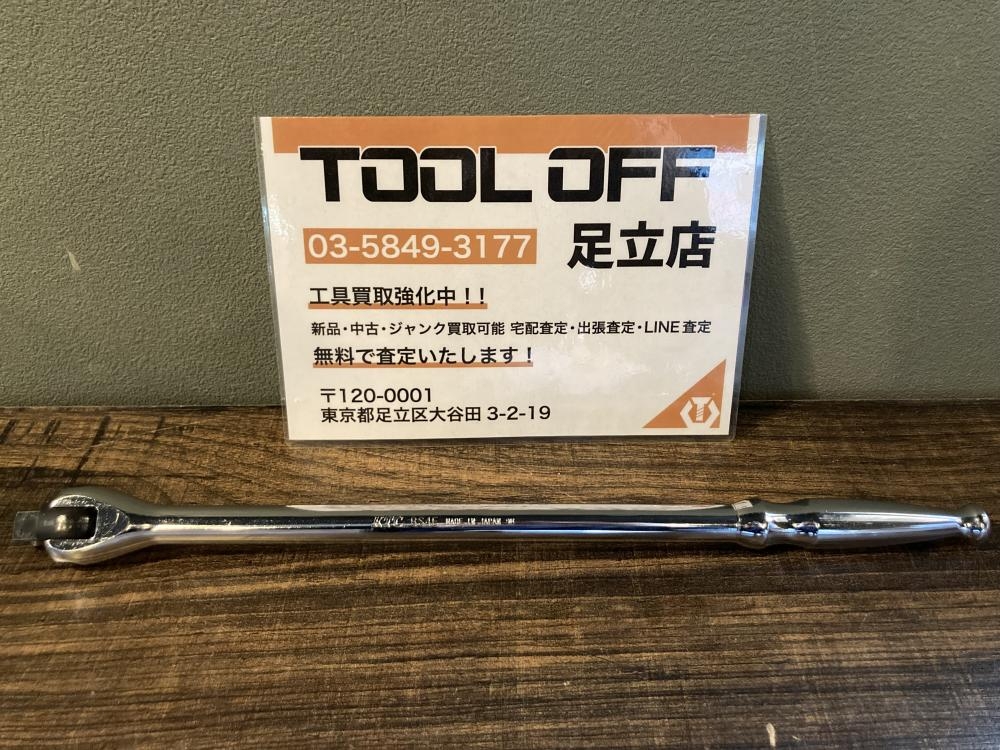 TOOL OFF
03-5849-3177 足立店
工具買取強化中!!
新品・中古・ジャンク買取可能 宅配査定・出張査定・LINE査定
無料で査定いたします!
〒120-0001
東京都足立区大谷田 3-2-19
KTC BS4E MADE IN JAPAN